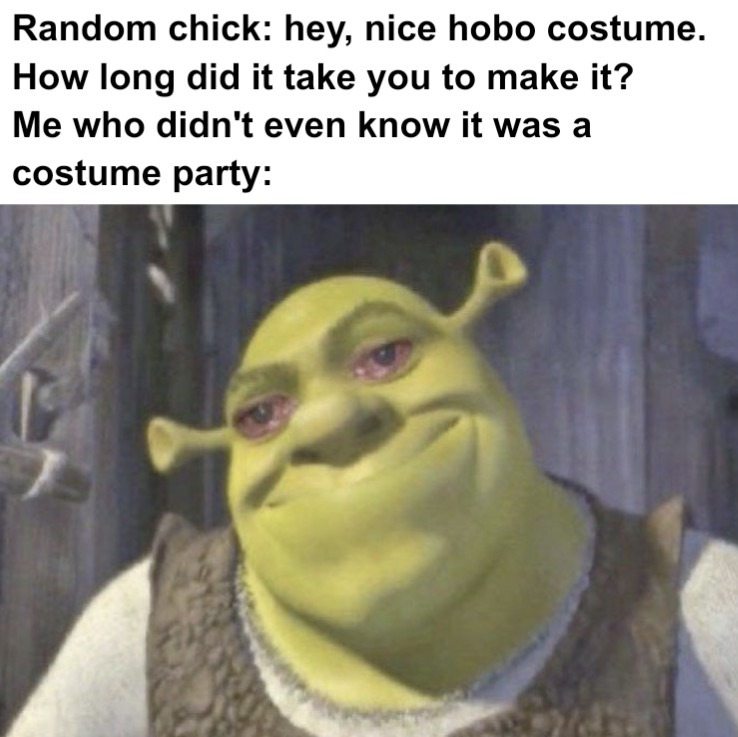 Random chick: hey, nice hobo costume.
How long did it take you to make it?
Me who didn't even know it was a
costume party: